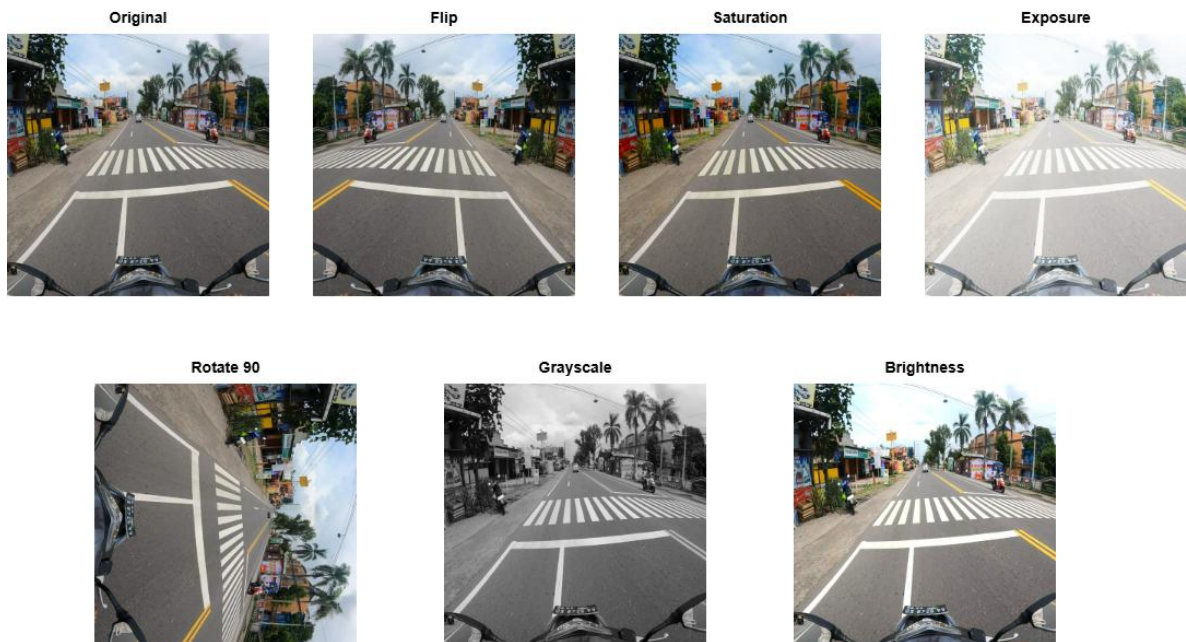 Original
Flip
Saturation
Exposure
Rotate 90
Grayscale
Brightness